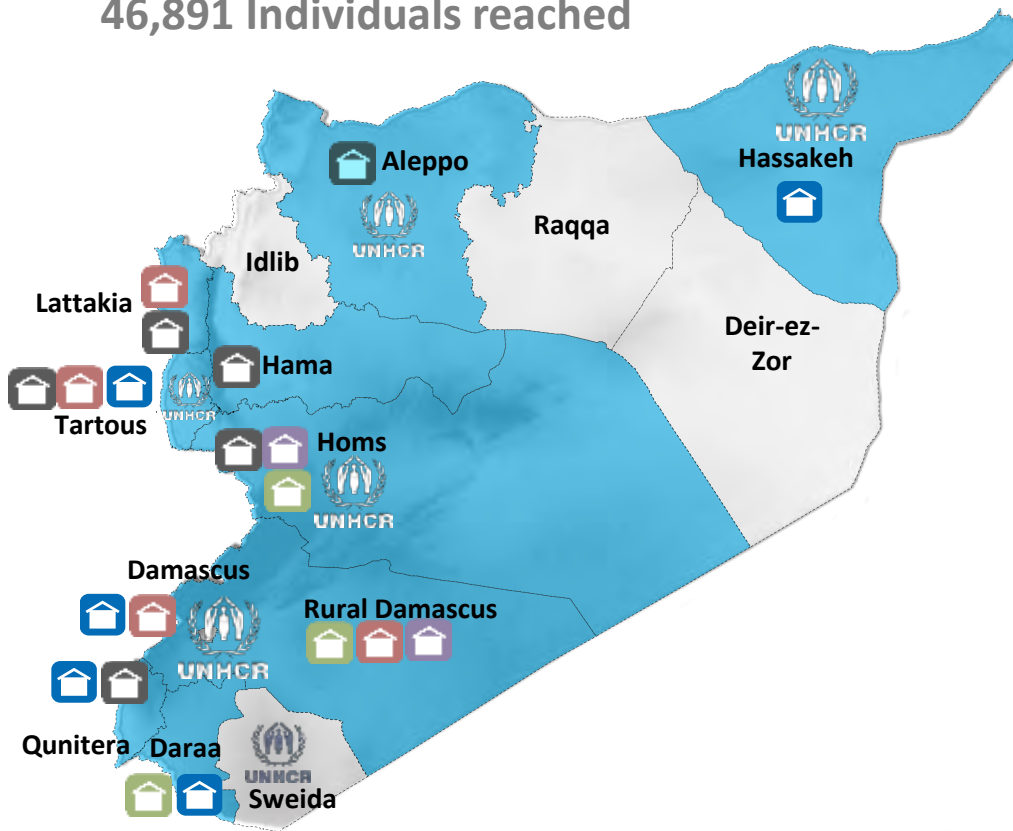 46,891 Individuals reached
UNHCR
Hassakeh
Aleppo
UNHCR
Raqqa
Idlib
Lattakia
Deir-ez-
Zor
Hama
UNHCR
Tartous
Homs
UNHCR
Damascus
Rural Damascus
UNHCR
Qunitera
Daraa
UNHCR
Sweida